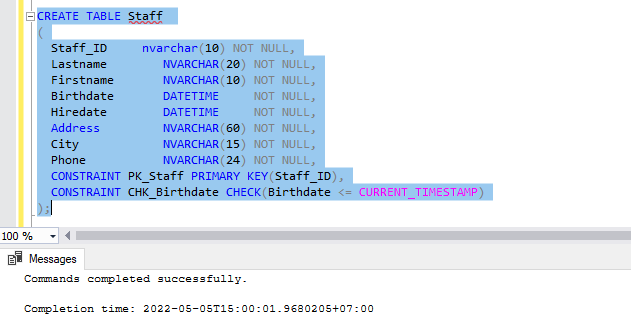 CREATE TABLE Staff
(
Staff_ID nvarchar(10) NOT NULL,
Lastname NVARCHAR(20) NOT NULL,
Firstname NVARCHAR(10) NOT NULL,
Birthdate DATETIME NOT NULL,
Hiredate DATETIME NOT NULL,
Address NVARCHAR(60) NOT NULL,
City NVARCHAR(15) NOT NULL,
Phone NVARCHAR(24) NOT NULL,
CONSTRAINT PK_Staff PRIMARY KEY(Staff_ID),
CONSTRAINT CHK_Birthdate CHECK(Birthdate <= CURRENT_TIMESTAMP)
);
100 %
Messages
Commands completed successfully.
Completion time: 2022-05-05T15:00:01.9680205+07:00